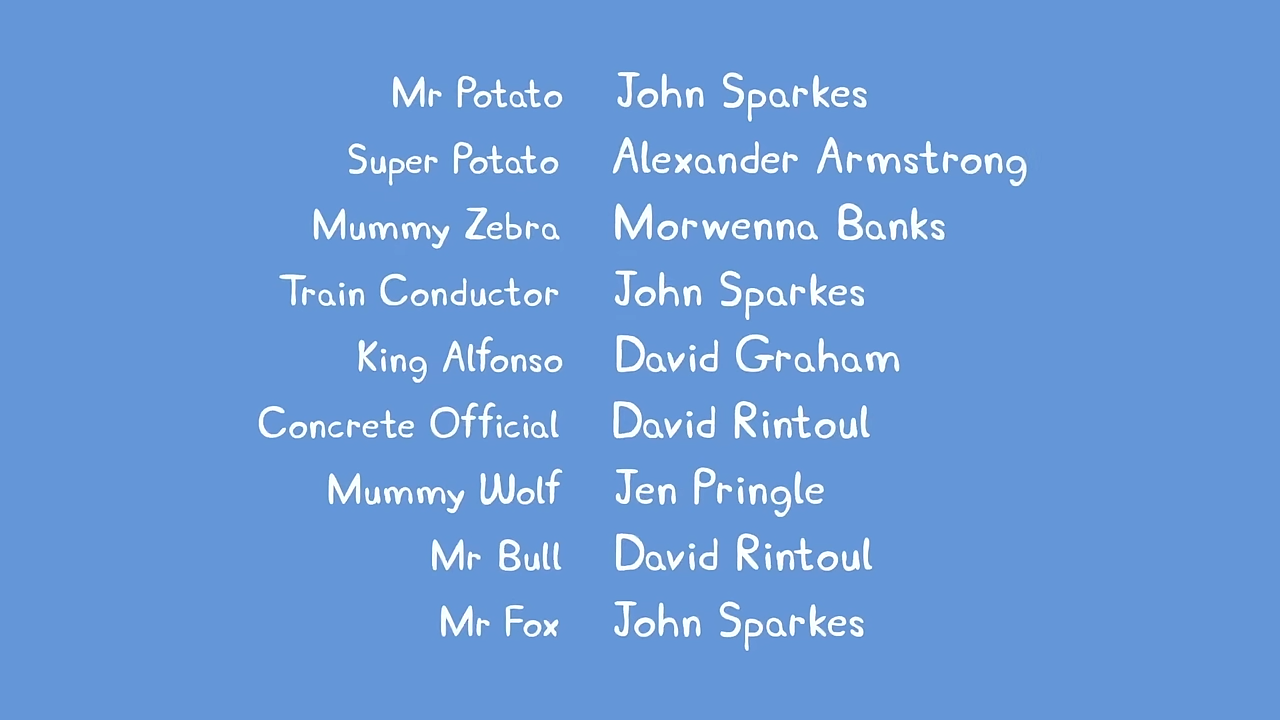 Mr Potato John Sparkes
Super Potato Alexander Armstrong
Mummy Zebra Morwenna Banks
Train Conductor John Sparkes
King Alfonso David Graham
Concrete Official David Rintoul
Mummy Wolf Jen Pringle
Mr Bull David Rintoul
Mr Fox John Sparkes